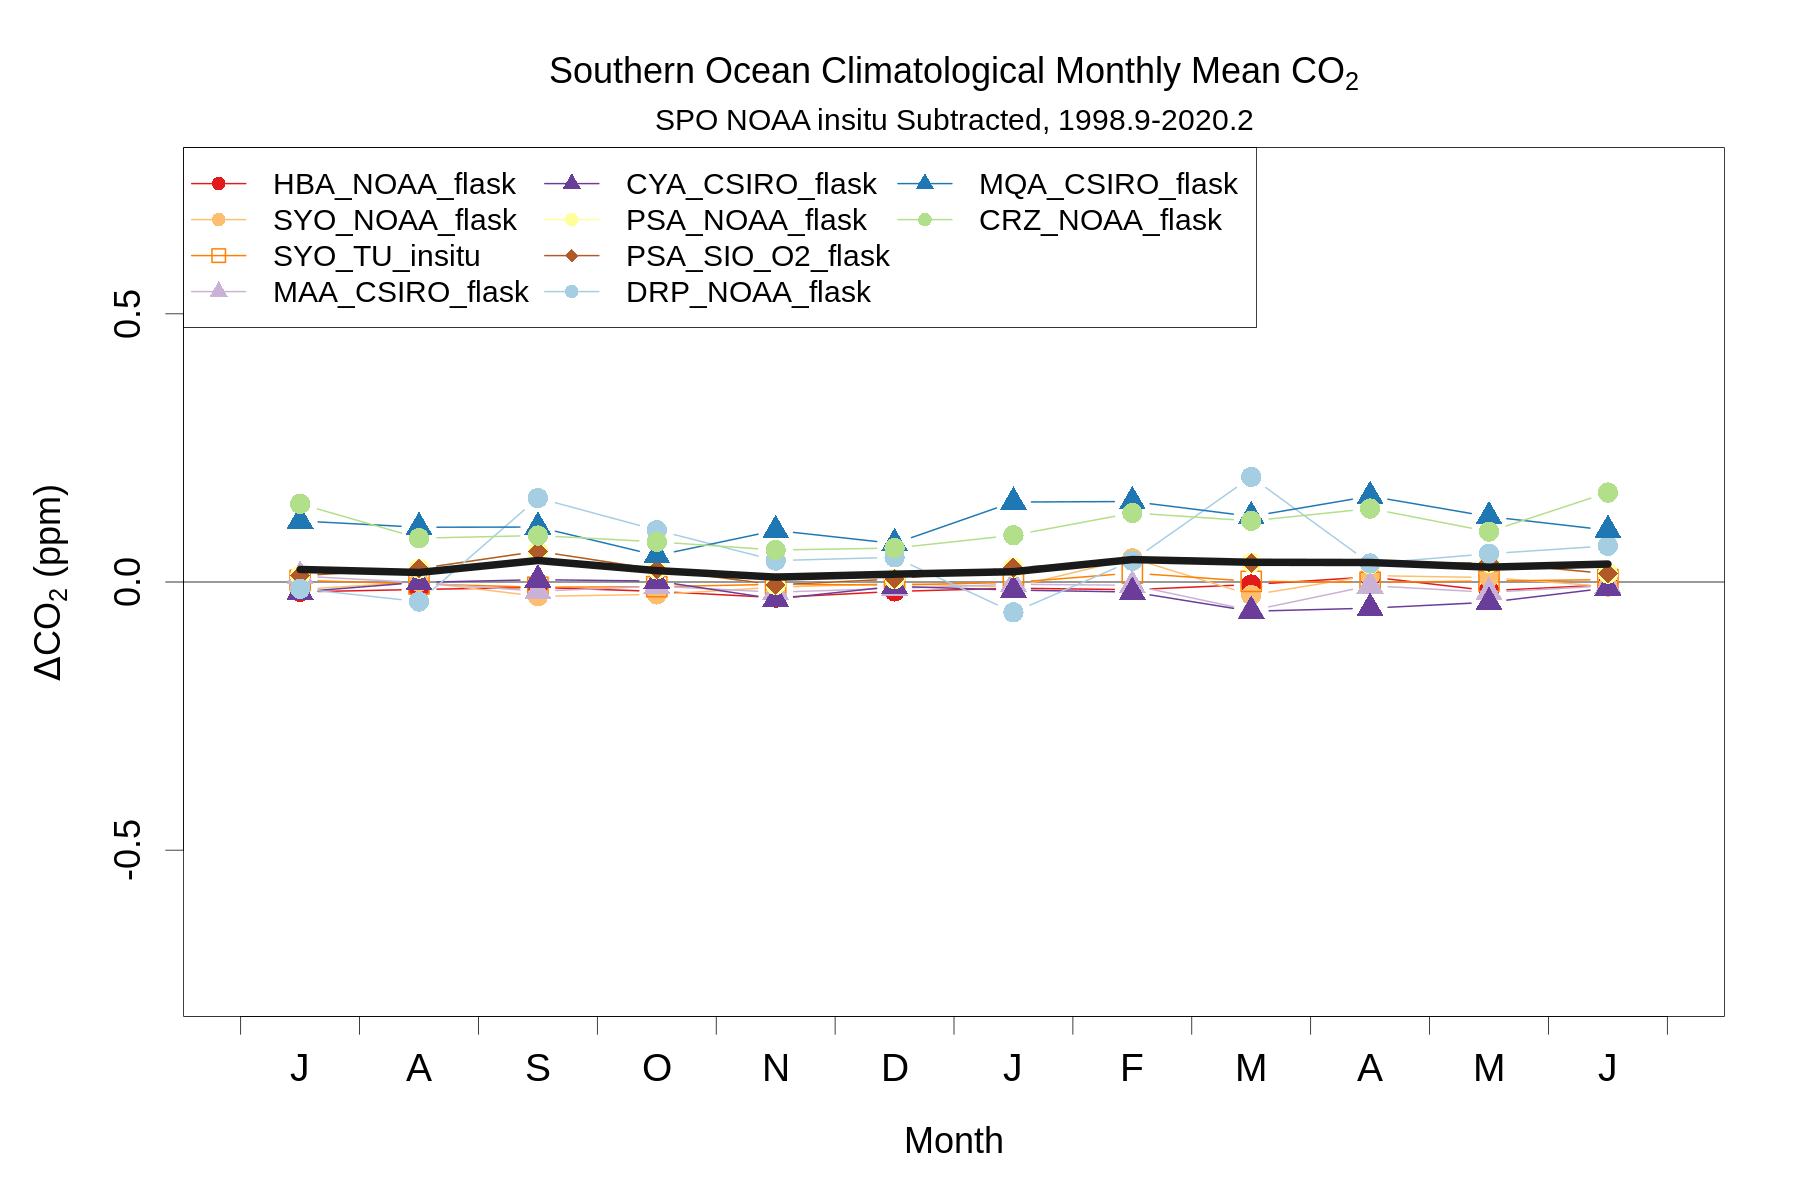 Southern Ocean Climatological Monthly Mean CO₂
SPO NOAA insitu Subtracted, 1998.9-2020.2
HBA_NOAA_flask
SYO_NOAA_flask
SYO_TU_insitu
MAA_CSIRO_flask
CYA_CSIRO_flask
PSA_NOAA_flask
PSA_SIO_O2_flask
DRP_NOAA_flask
MQA_CSIRO_flask
CRZ_NOAA_flask
ΔCO₂ (ppm)
0.5
0.0
-0.5
J A S O N D J F M A M J
Month